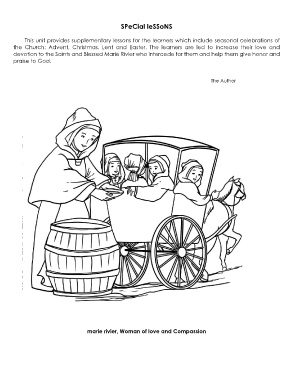 SPeCial leSSoNS
This unit provides supplementary lessons for the learners which include seasonal celebrations of
the Church: Advent, Christmas, Lent and Easter. The learners are led to increase their love and
devotion to the Saints and Blessed Marie Rivier who intercede for them and help them give honor and
praise to God.
The Author
marie rivier, Woman of love and Compassion